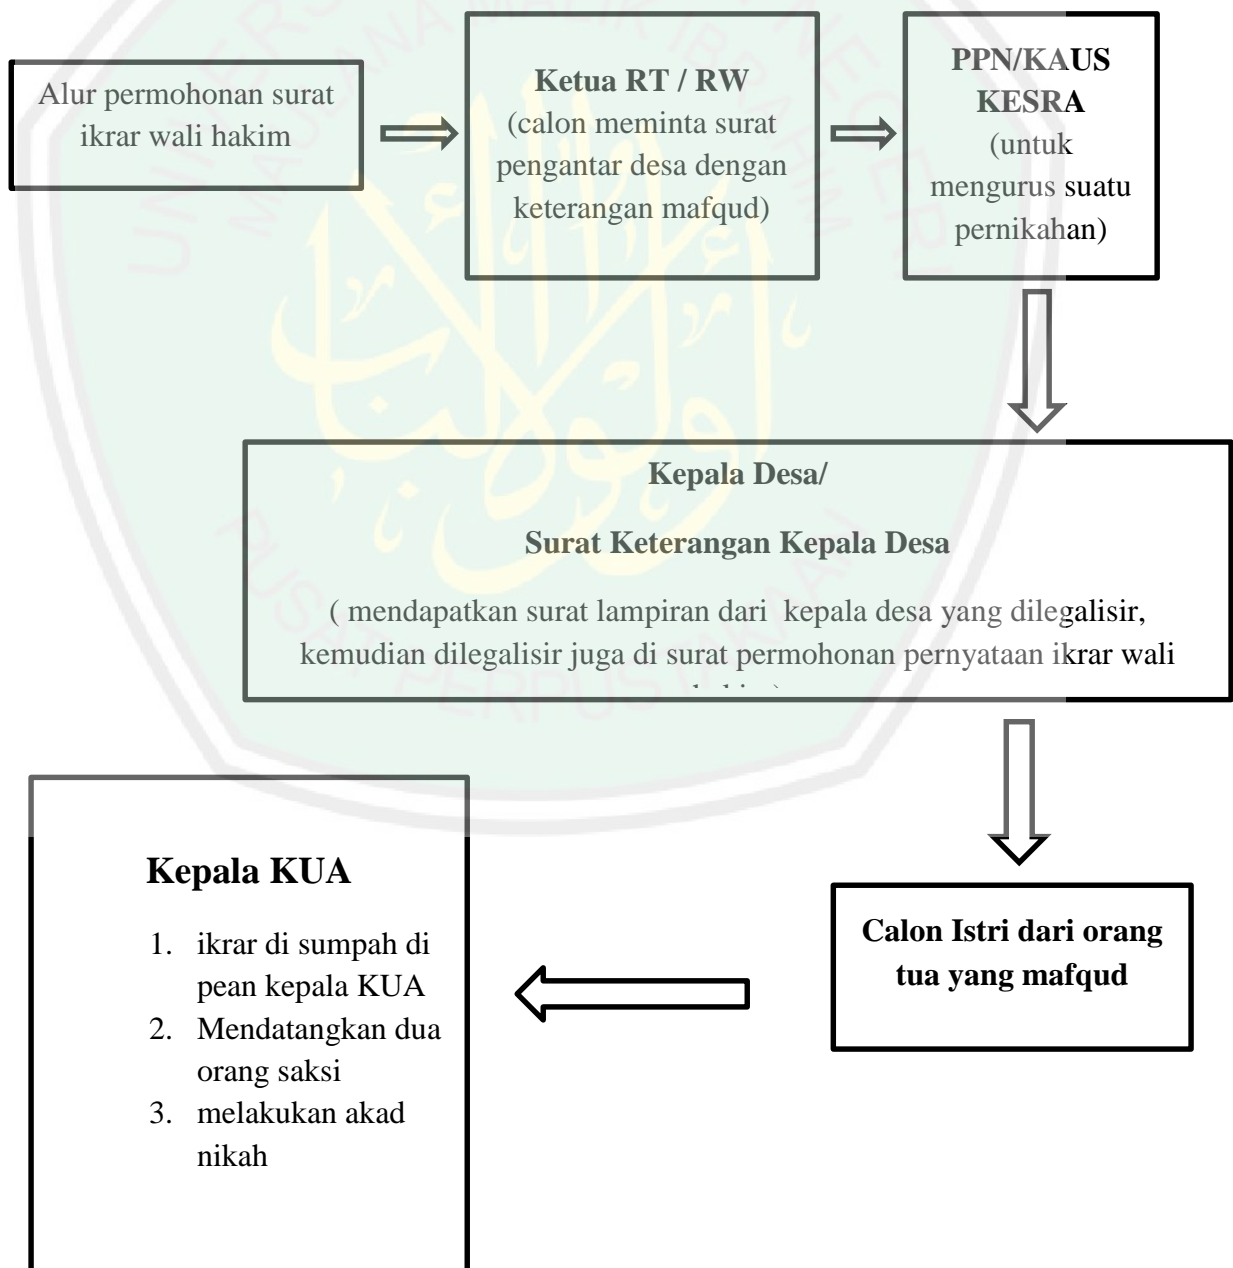 Alur permohonan surat
ikrar wali hakim
Ketua RT / RW
(calon meminta surat
pengantar desa dengan
keterangan mafqud)
PPN/KAUS
KESRA
(untuk
mengurus suatu
pernikahan)
Kepala Desa/
Surat Keterangan Kepala Desa
( mendapatkan surat lampiran dari kepala desa yang dilegalisir,
kemudian dilegalisir juga di surat permohonan pernyataan ikrar wali
Calon Istri dari orang
tua yang mafqud
Kepala KUA
1. ikrar di sumpah di
pean kepala KUA
2. Mendatangkan dua
orang saksi
3. melakukan akad
nikah
PUSAT PERPUSTAKAAN